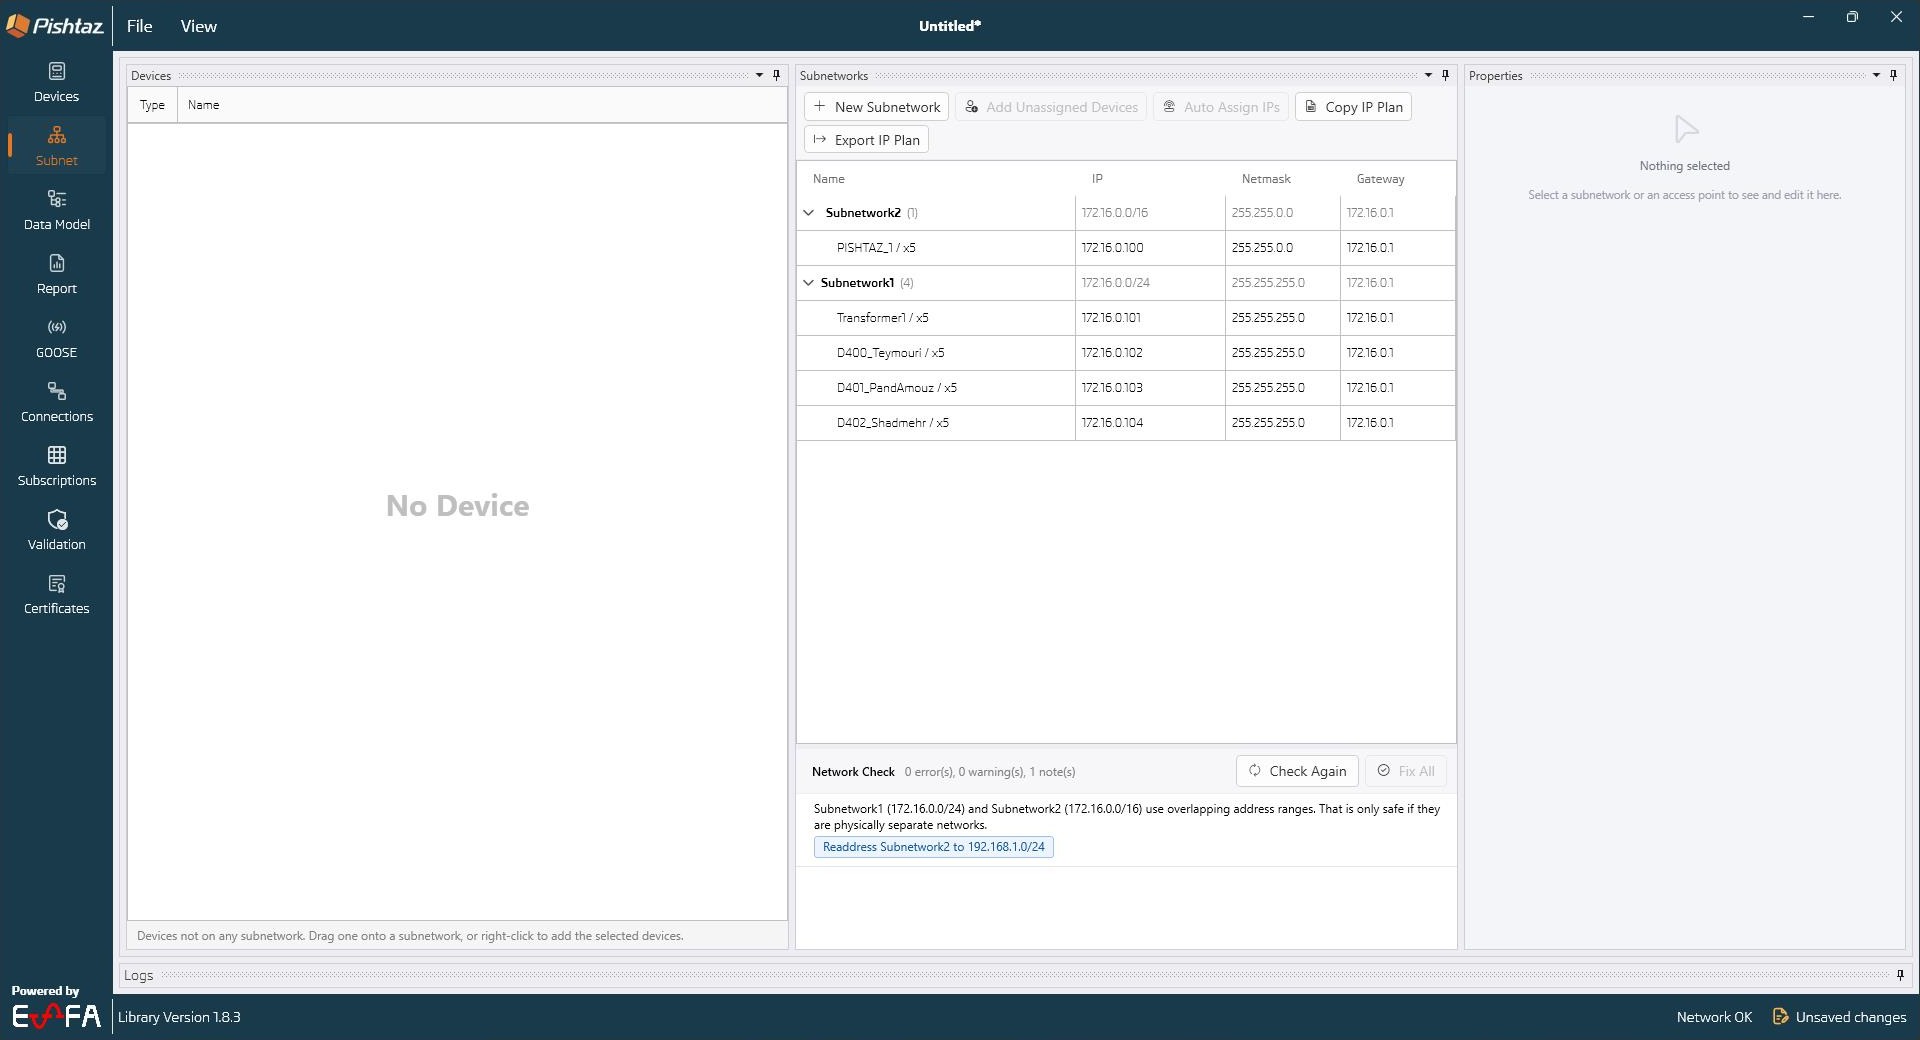 Pishtaz
File
View
Untitled*
Devices
Subnet
Data Model
Report
GOOSE
Connections
Subscriptions
Validation
Certificates
Powered by
Devices
Type
Name
No Device
Devices not on any subnetwork. Drag one onto a subnetwork, or right-click to add the selected devices.
Subnetworks
New Subnetwork
Add Unassigned Devices
Auto Assign IPs
Copy IP Plan
Export IP Plan
Name IP Netmask Gateway
Subnetwork2 (1) 172.16.0.0/16 255.255.0.0 172.16.0.1
PISHTAZ_1 / x5 172.16.0.100 255.255.0.0 172.16.0.1
Subnetwork1 (4) 172.16.0.0/24 255.255.255.0 172.16.0.1
Transformer1 / x5 172.16.0.101 255.255.255.0 172.16.0.1
D400_Teymouri / x5 172.16.0.102 255.255.255.0 172.16.0.1
D401_PandAmouz / x5 172.16.0.103 255.255.255.0 172.16.0.1
D402_Shadmehr / x5 172.16.0.104 255.255.255.0 172.16.0.1
Network Check 0 error(s), 0 warning(s), 1 note(s)
Check Again
Fix All
Subnetwork1 (172.16.0.0/24) and Subnetwork2 (172.16.0.0/16) use overlapping address ranges. That is only safe if they
are physically separate networks.
Readdress Subnetwork2 to 192.168.1.0/24
Properties
Nothing selected
Select a subnetwork or an access point to see and edit it here.
Logs
Library Version 1.8.3
Network OK
Unsaved changes